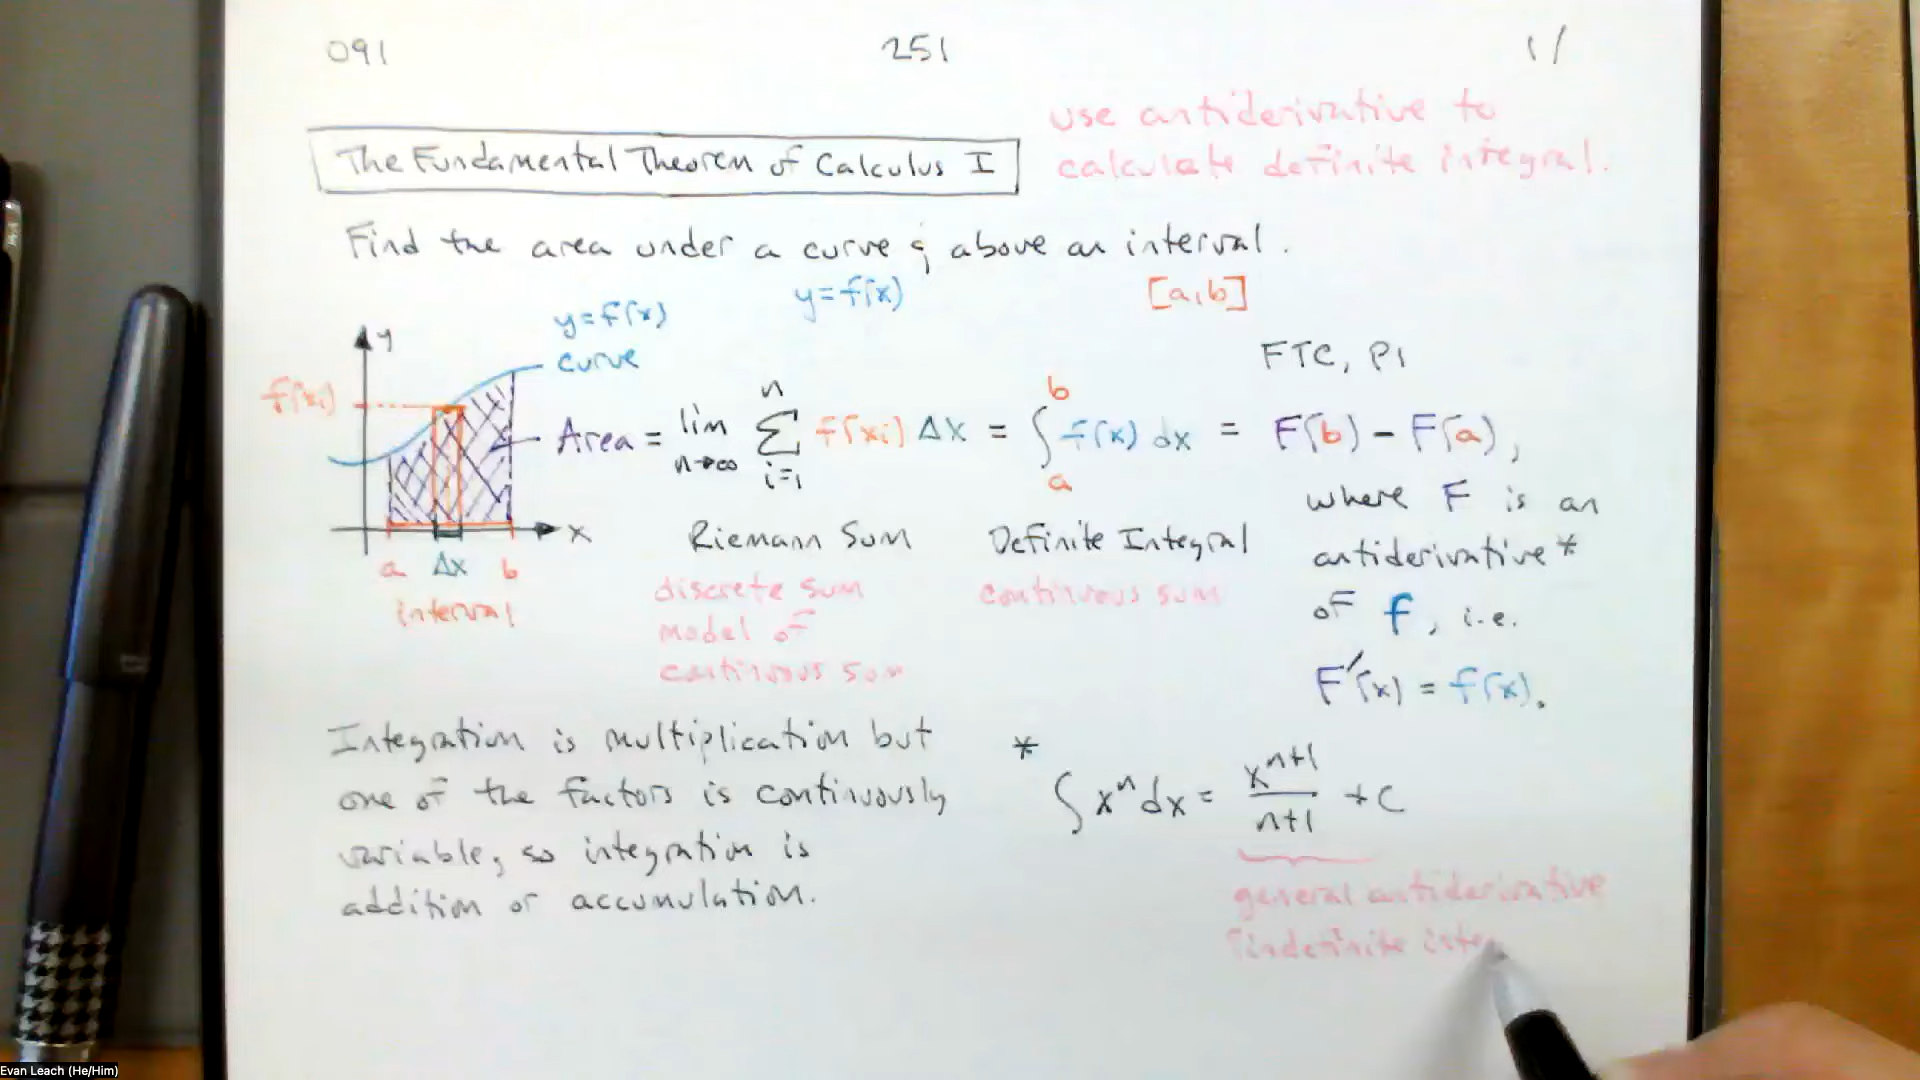 091 251 1/
use antiderivative to
calculate definite integral.
The Fundamental Theorem of Calculus I
Find the area under a curve & above an interval.
y=f(x) [a,b]
y=f(x)
curve
y
f(xi)
FTC, P1
Area = lim n→∞ n Σ i=1 f(xi) Δx = ∫ b a f(x) dx = F(b) - F(a),
where F is an
antiderivative*
of f, i.e.
F'(x) = f(x).
x
a Δx b
interval
Riemann Sum
discrete sum
model of
continuous sum
Definite Integral
continuous sum
Integration is multiplication but
one of the factors is continuously
variable, so integration is
addition or accumulation.
* ∫ x^n dx = x^(n+1)/(n+1) + C
general antiderivative
(indefinite inte
Evan Leach (He/Him)